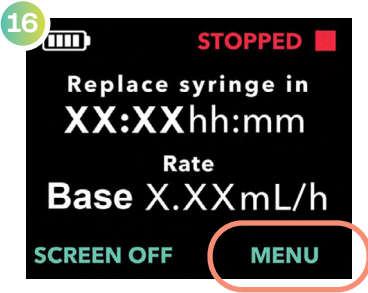 16
STOPPED
Replace syringe in
XX:XXhh:mm
Rate
Base X.XXmL/h
SCREEN OFF MENU